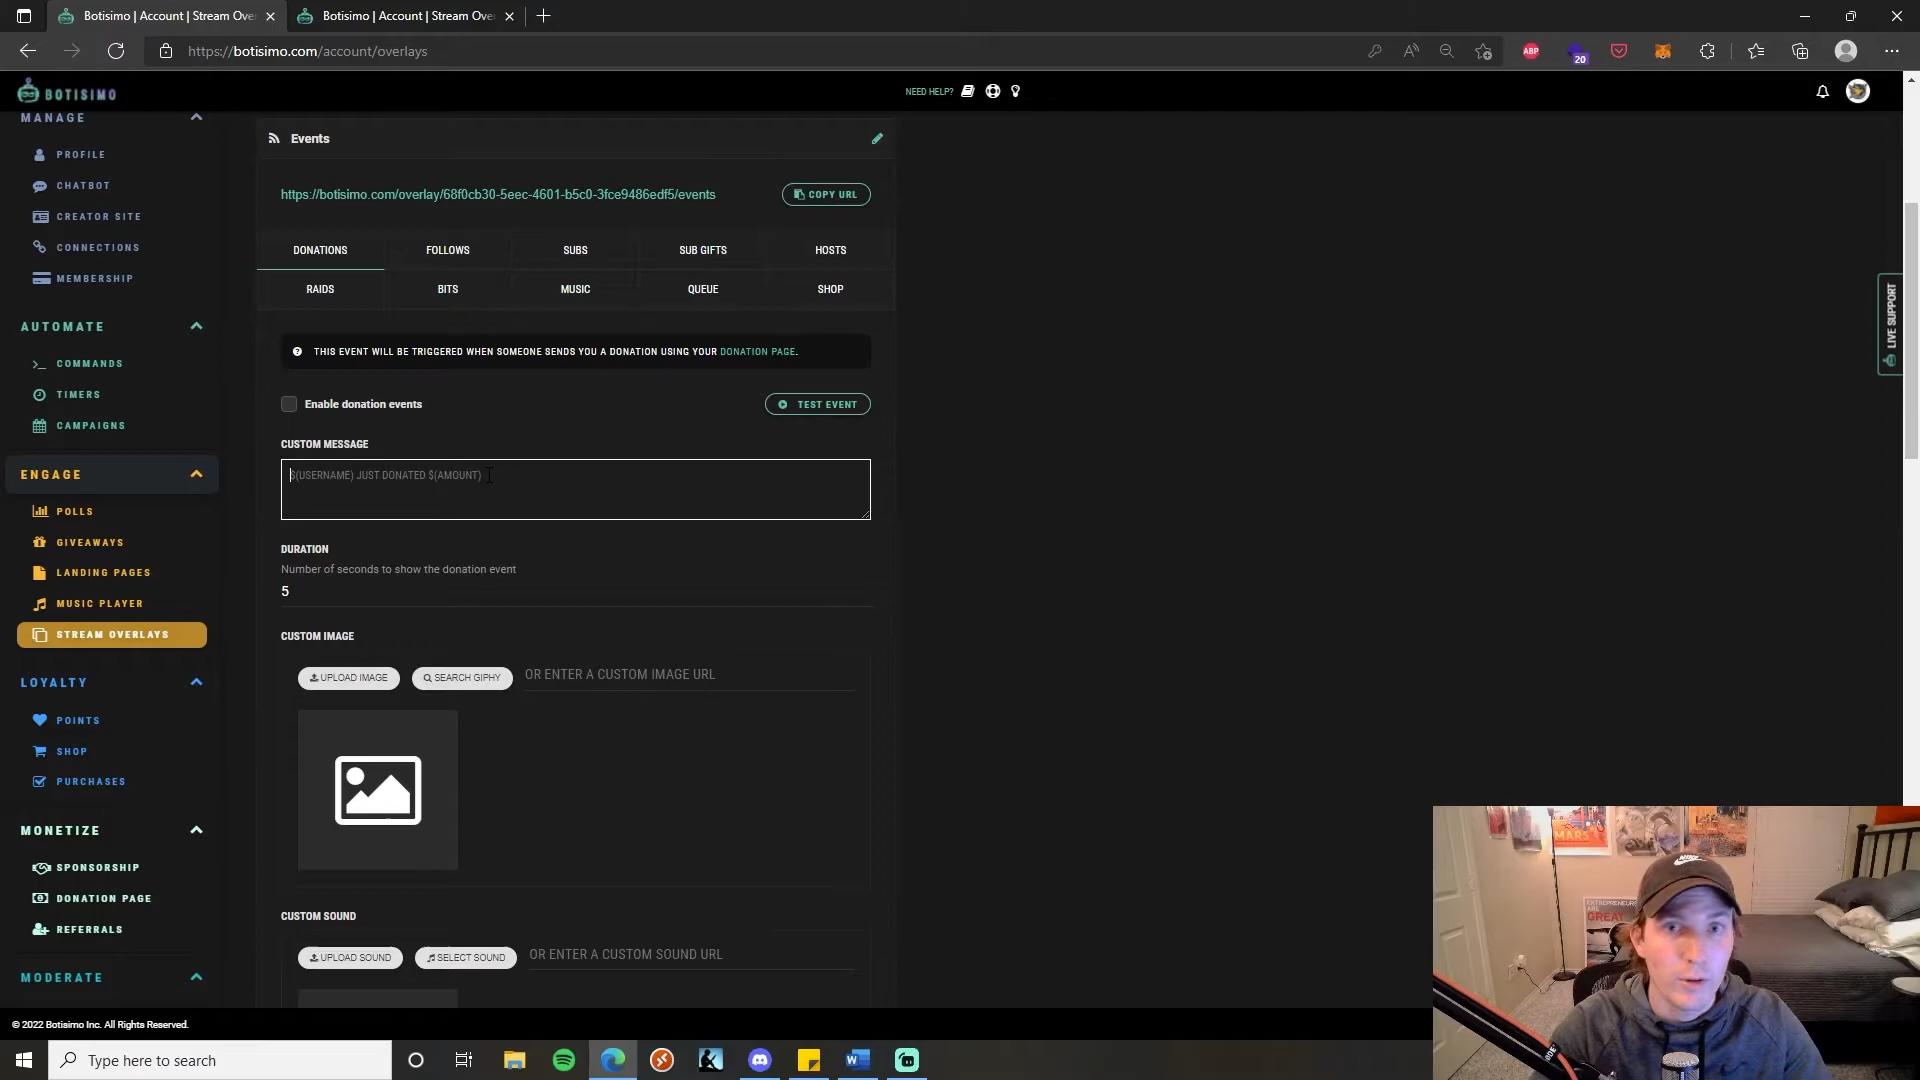 Botisimo | Account | Stream Ove
Botisimo | Account | Stream Ove
https://botisimo.com/account/overlays
ABP
20
BOTISIMO
NEED HELP?
MANAGE
PROFILE
CHATBOT
CREATOR SITE
CONNECTIONS
MEMBERSHIP
AUTOMATE
COMMANDS
TIMERS
CAMPAIGNS
ENGAGE
POLLS
GIVEAWAYS
LANDING PAGES
MUSIC PLAYER
STREAM OVERLAYS
LOYALTY
POINTS
SHOP
PURCHASES
MONETIZE
SPONSORSHIP
DONATION PAGE
REFERRALS
MODERATE
Events
https://botisimo.com/overlay/68f0cb30-5eec-4601-b5c0-3fce9486edf5/events
COPY URL
DONATIONS FOLLOWS SUBS SUB GIFTS HOSTS
RAIDS BITS MUSIC QUEUE SHOP
THIS EVENT WILL BE TRIGGERED WHEN SOMEONE SENDS YOU A DONATION USING YOUR DONATION PAGE.
Enable donation events
TEST EVENT
CUSTOM MESSAGE
$(USERNAME) JUST DONATED $(AMOUNT)
DURATION
Number of seconds to show the donation event
5
CUSTOM IMAGE
UPLOAD IMAGE
SEARCH GIPHY
OR ENTER A CUSTOM IMAGE URL
CUSTOM SOUND
UPLOAD SOUND
SELECT SOUND
OR ENTER A CUSTOM SOUND URL
LIVE SUPPORT
MARS
ENTREPRENEURS
ARE
GREAT
© 2022 Botisimo Inc. All Rights Reserved.
Type here to search